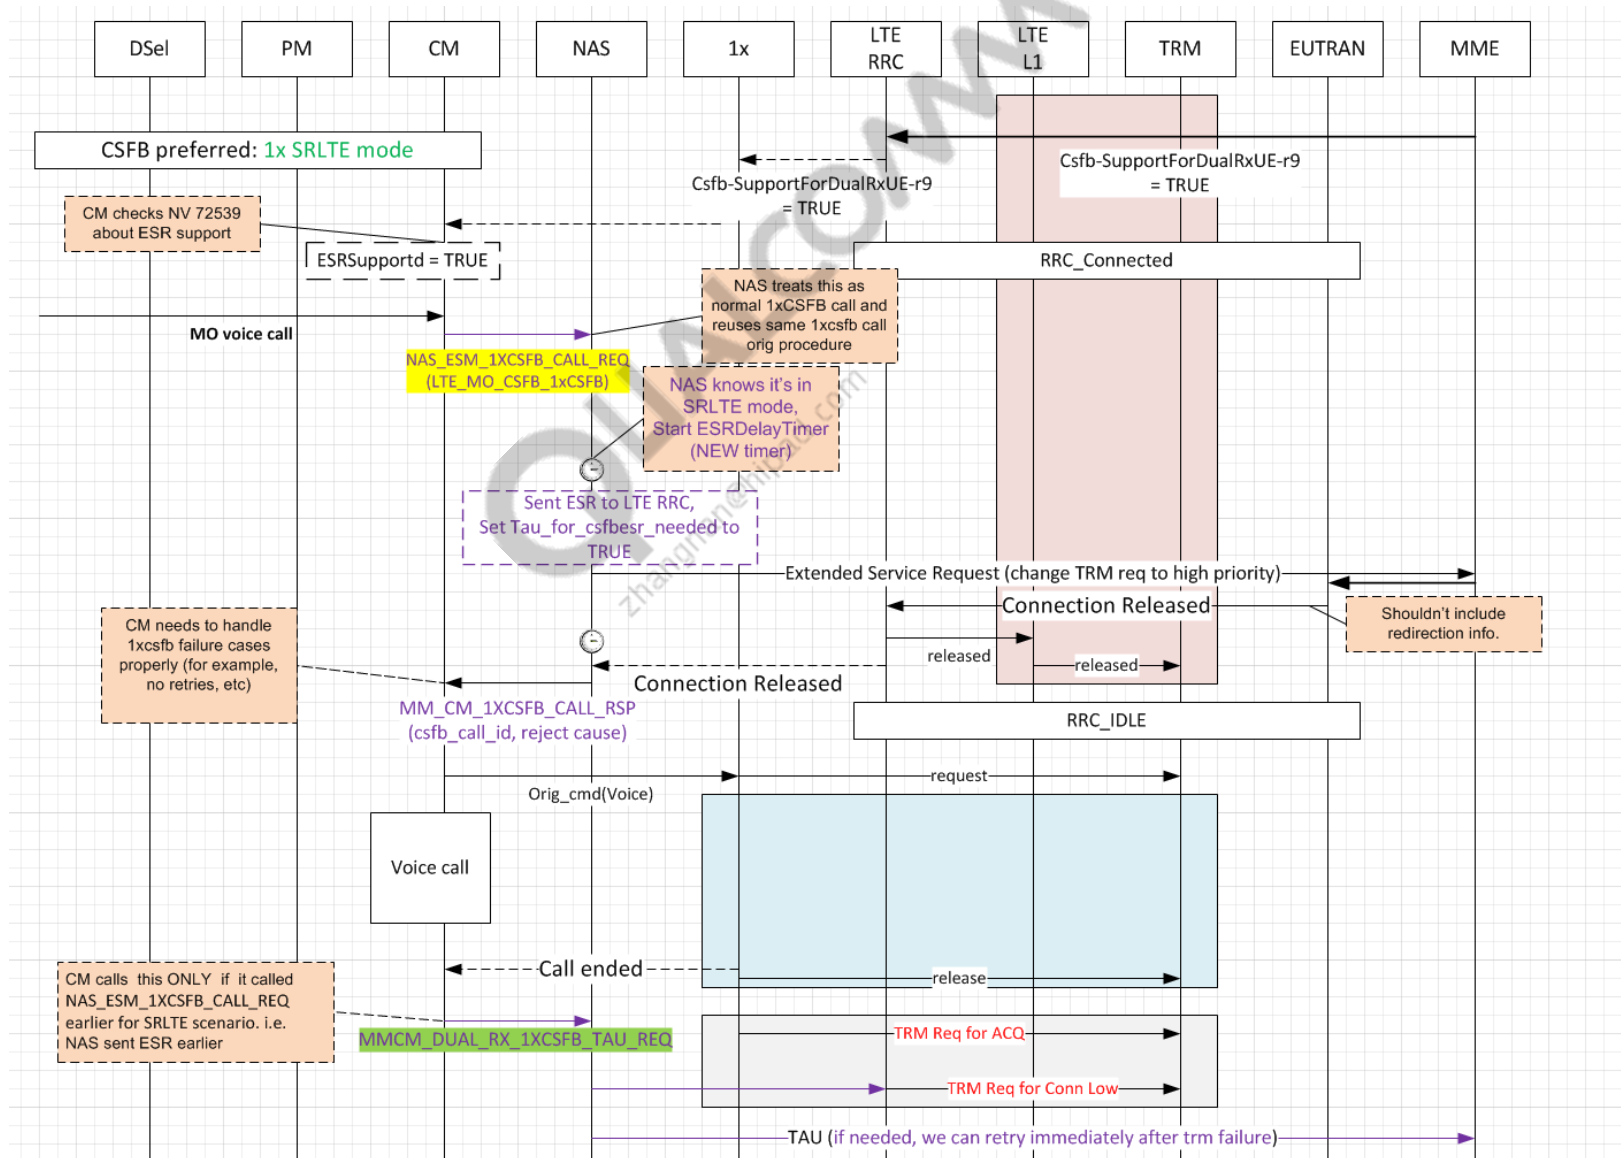 DSel
PM
CM
NAS
1x
LTE
RRC
LTE
L1
TRM
EUTRAN
MME
QUALCOMM
CSFB preferred: 1x SRLTE mode
Csfb-SupportForDualRxUE-r9
= TRUE
Csfb-SupportForDualRxUE-r9
= TRUE
CM checks NV 72539
about ESR support
ESRSupportd = TRUE
RRC_Connected
NAS treats this as
normal 1xCSFB call and
reuses same 1xcsfb call
orig procedure
MO voice call
NAS_ESM_1XCSFB_CALL_REQ
(LTE_MO_CSFB_1xCSFB)
NAS knows it's in
SRLTE mode,
Start ESRDelayTimer
(NEW timer)
zhangnan@hipad.com
Sent ESR to LTE RRC,
Set Tau_for_csfbesr_needed to
TRUE
Extended Service Request (change TRM req to high priority)
Connection Released
Shouldn't include
redirection info.
CM needs to handle
1xcsfb failure cases
properly (for example,
no retries, etc)
released
released
Connection Released
MM_CM_1XCSFB_CALL_RSP
(csfb_call_id, reject cause)
RRC_IDLE
request
Orig_cmd(Voice)
Voice call
Call ended
release
CM calls this ONLY if it called
NAS_ESM_1XCSFB_CALL_REQ
earlier for SRLTE scenario. i.e.
NAS sent ESR earlier
MMCM_DUAL_RX_1XCSFB_TAU_REQ
TRM Req for ACQ
TRM Req for Conn Low
TAU (if needed, we can retry immediately after trm failure)